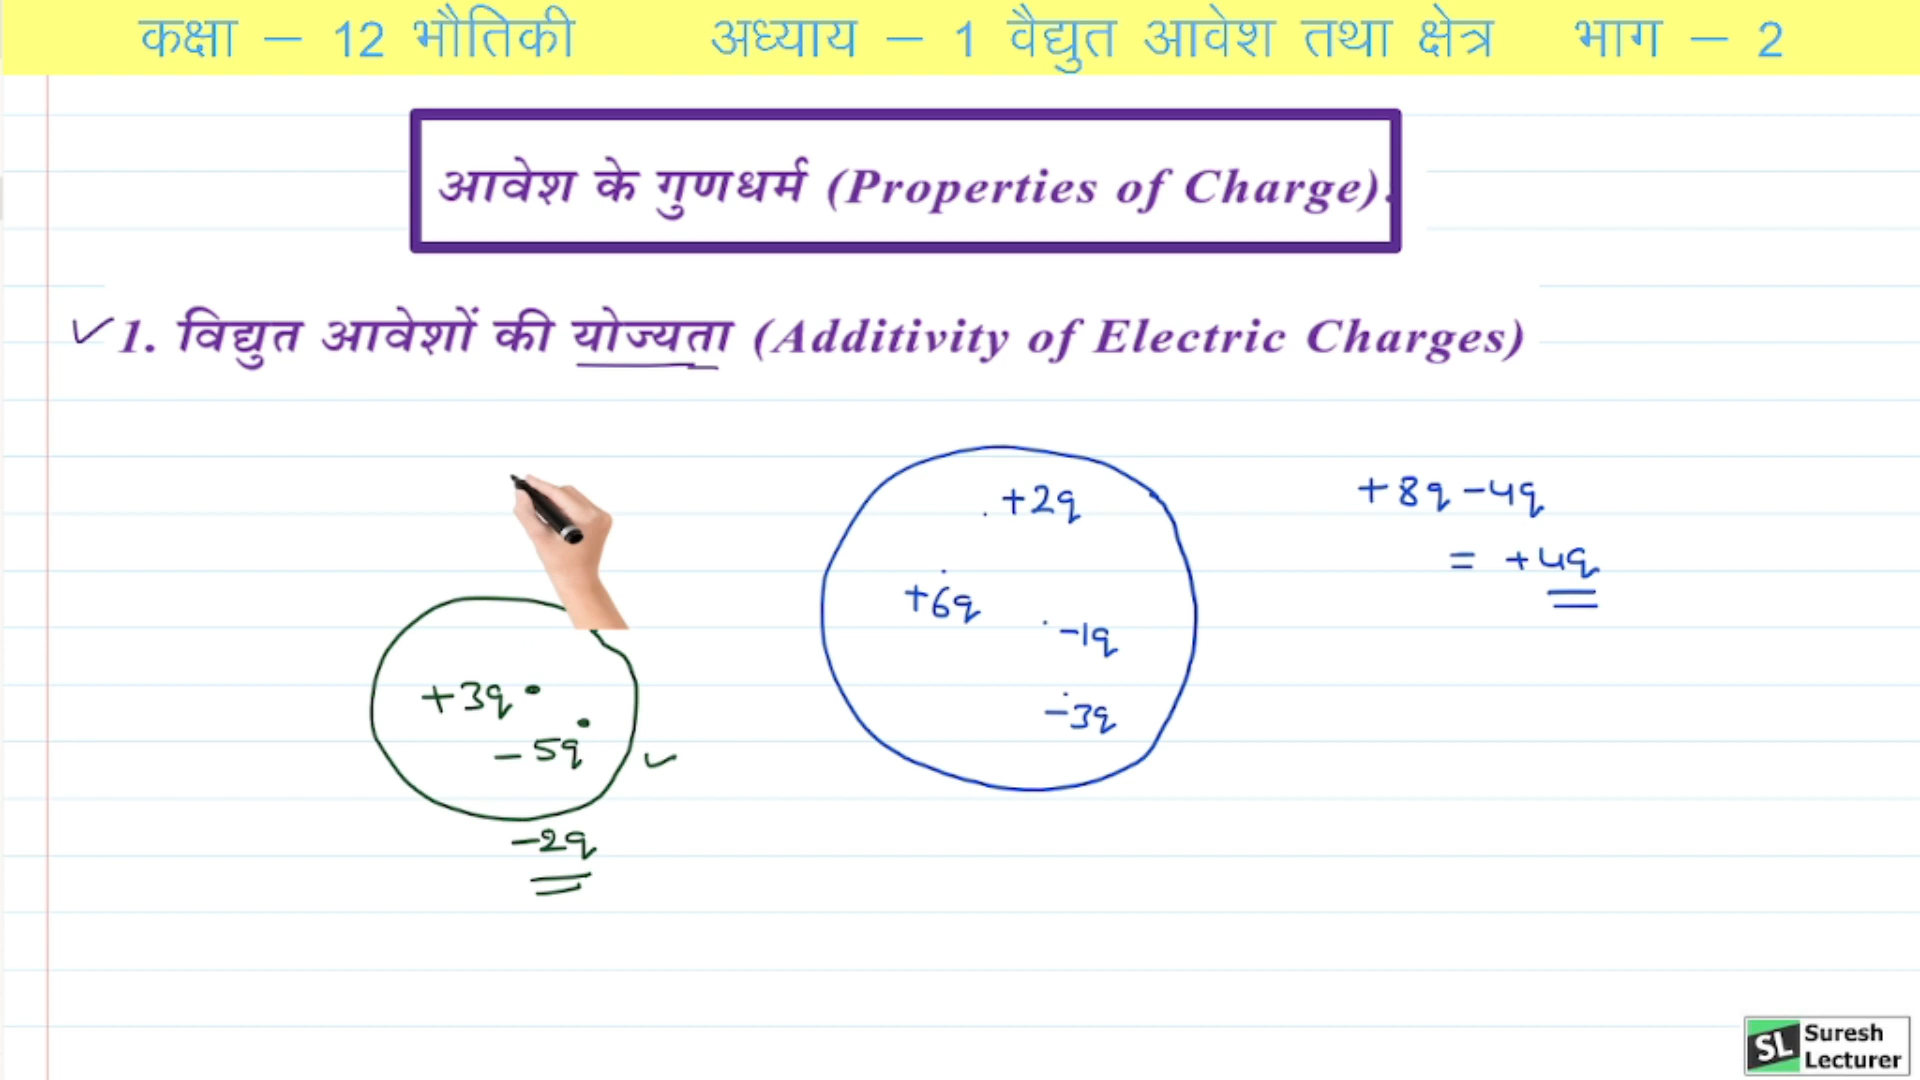 कक्षा – 12 भौतिकी अध्याय – 1 वैद्युत आवेश तथा क्षेत्र भाग – 2
आवेश के गुणधर्म (Properties of Charge).
1. विद्युत आवेशों की योज्यता (Additivity of Electric Charges)
+3q
-5q
-2q
+2q
+6q
-1q
-3q
+8q -4q
= +4q
SL Suresh
Lecturer